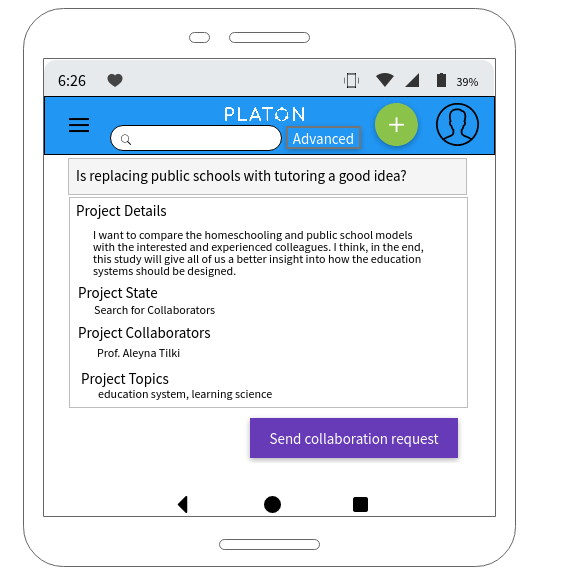 6:26
39%
PLATON
Advanced
+
Is replacing public schools with tutoring a good idea?
Project Details
I want to compare the homeschooling and public school models
with the interested and experienced colleagues. I think, in the end,
this study will give all of us a better insight into how the education
systems should be designed.
Project State
Search for Collaborators
Project Collaborators
Prof. Aleyna Tilki
Project Topics
education system, learning science
Send collaboration request